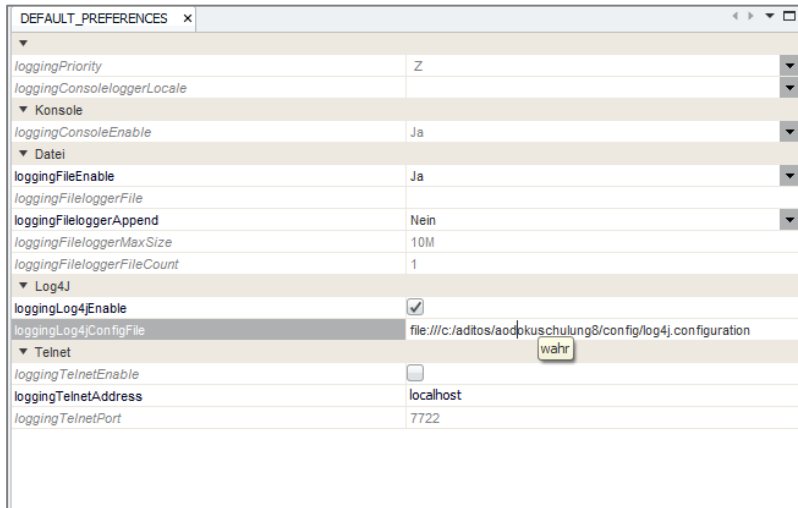 DEFAULT_PREFERENCES
loggingPriority Z
loggingConsoleloggerLocale
Konsole
loggingConsoleEnable Ja
Datei
loggingFileEnable Ja
loggingFileloggerFile
loggingFileloggerAppend Nein
loggingFileloggerMaxSize 10M
loggingFileloggerFileCount 1
Log4J
loggingLog4jEnable
loggingLog4jConfigFile file:///c:/aditos/aodokuschulung8/config/log4j.configuration
wahr
Telnet
loggingTelnetEnable
loggingTelnetAddress localhost
loggingTelnetPort 7722